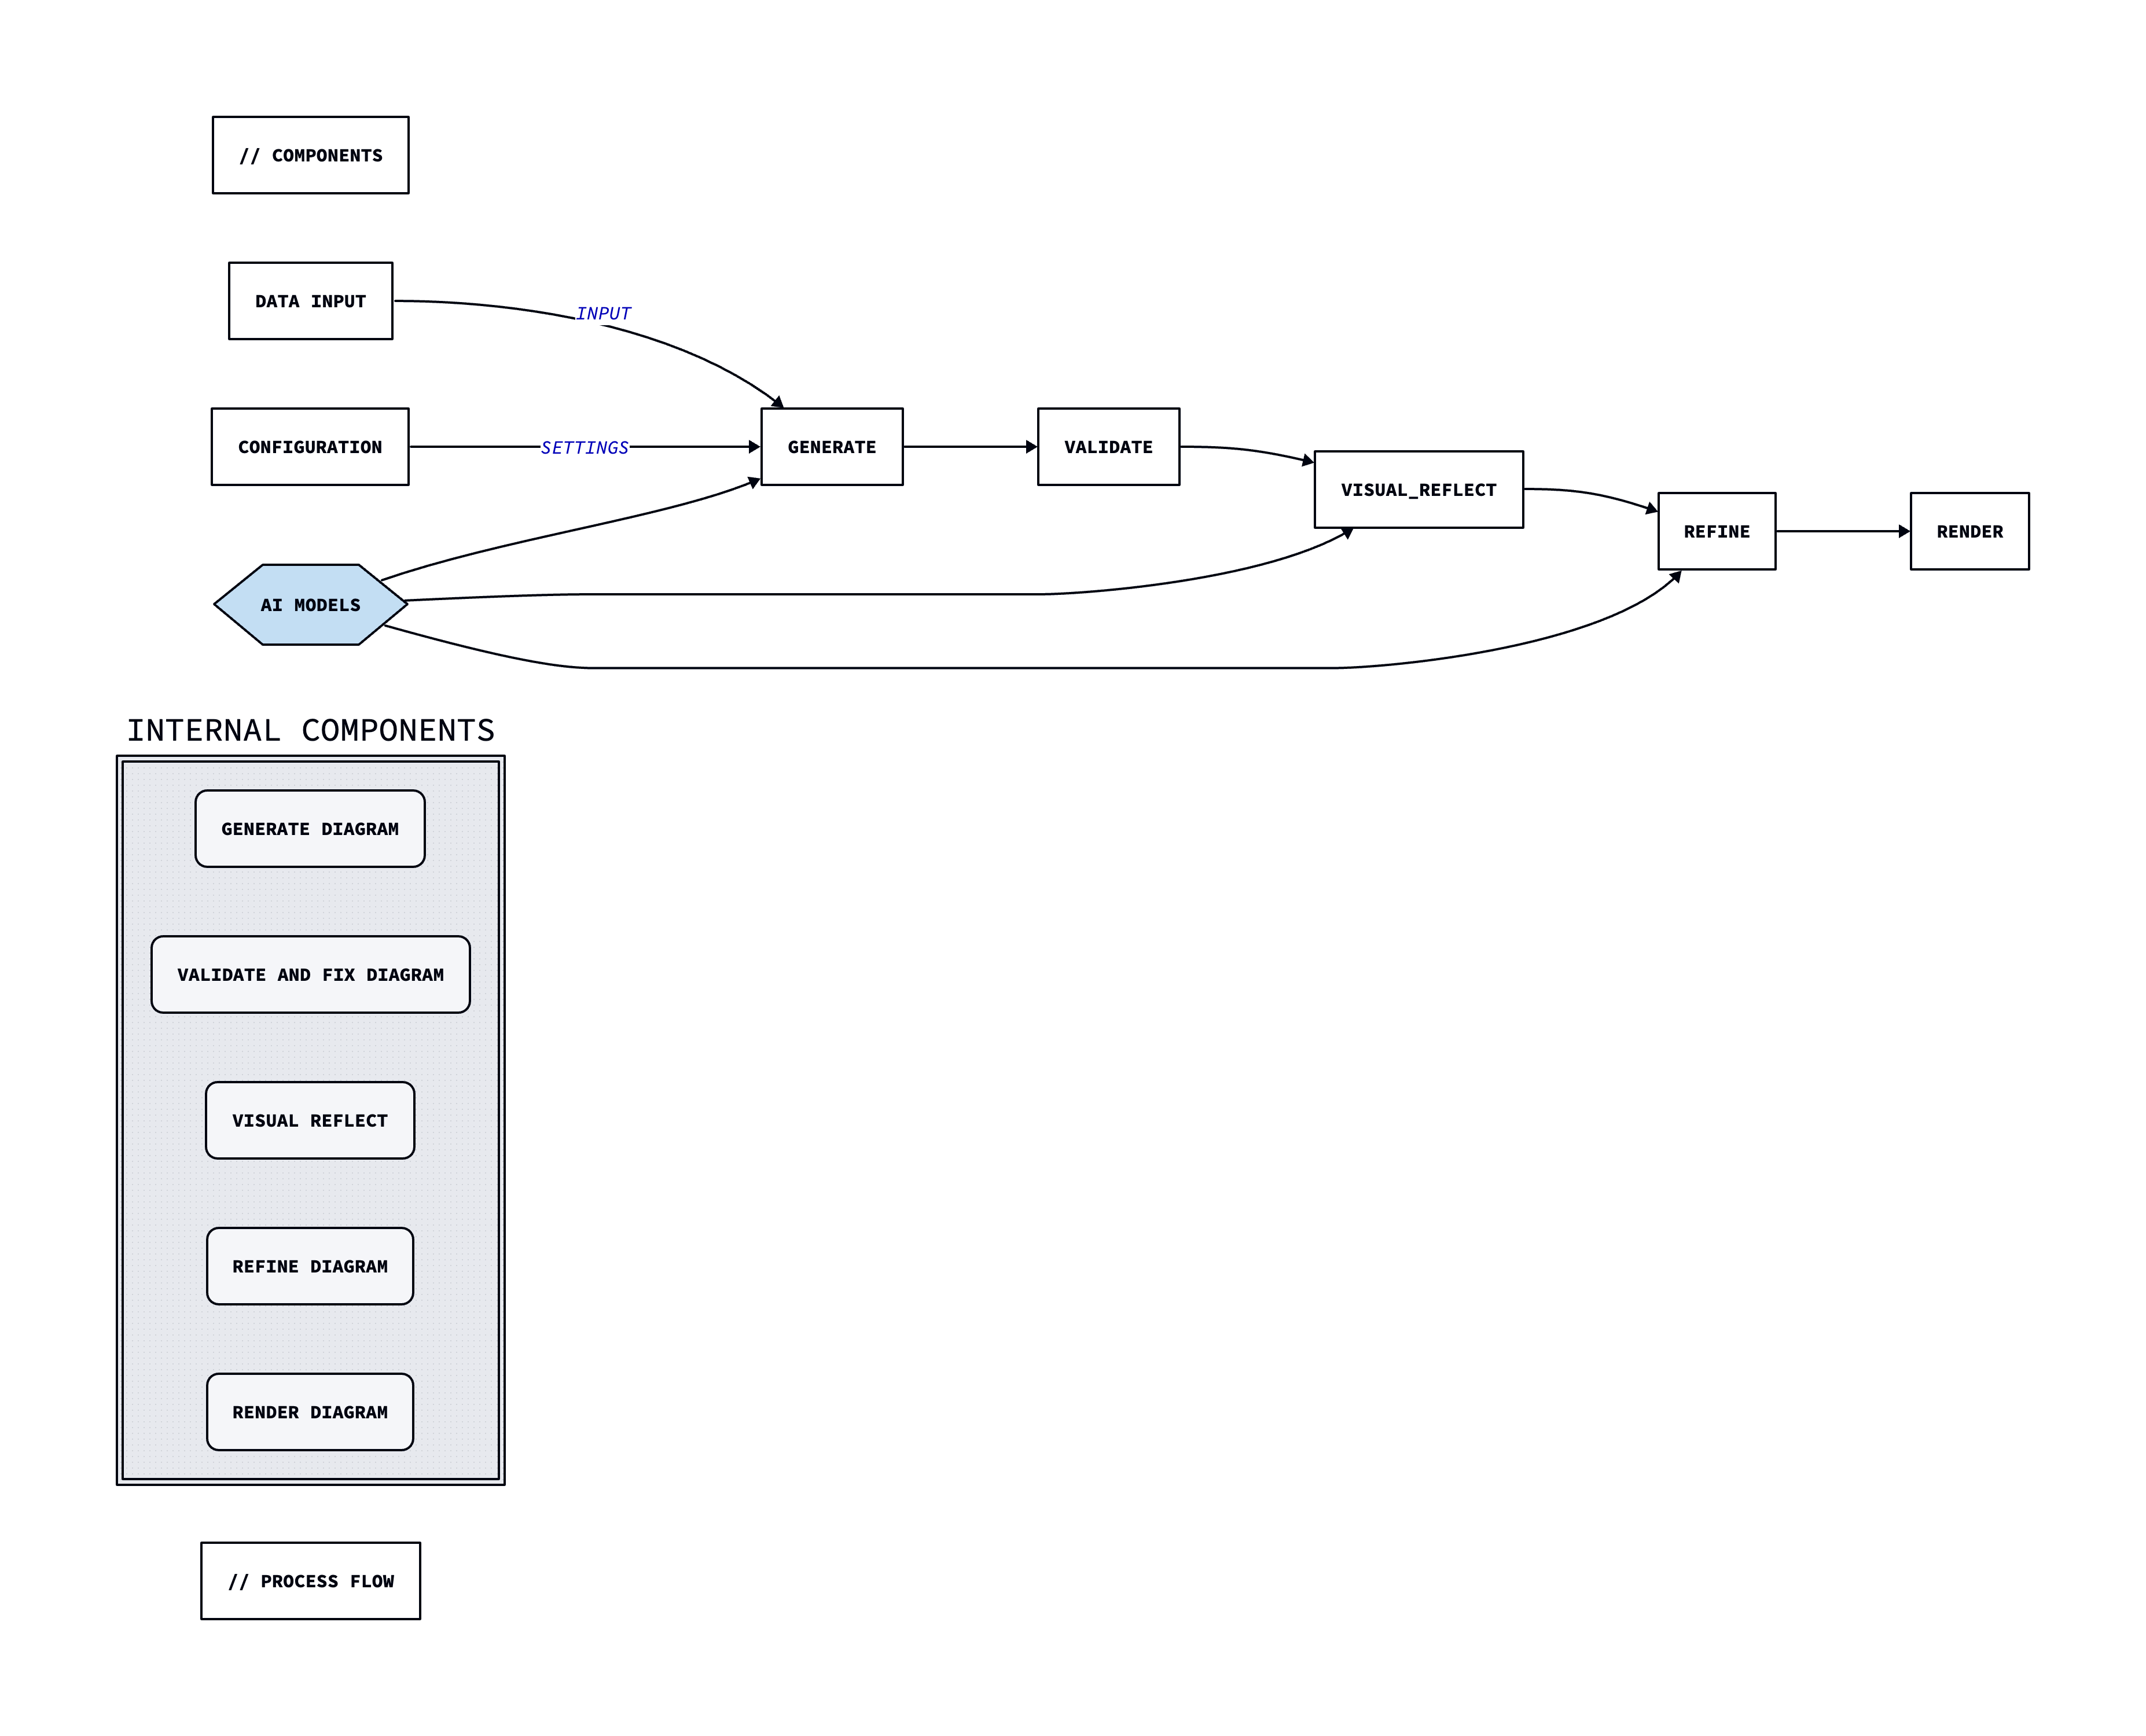 // COMPONENTS
DATA INPUT
INPUT
CONFIGURATION
SETTINGS
GENERATE
VALIDATE
VISUAL_REFLECT
REFINE
RENDER
AI MODELS
INTERNAL COMPONENTS
GENERATE DIAGRAM
VALIDATE AND FIX DIAGRAM
VISUAL REFLECT
REFINE DIAGRAM
RENDER DIAGRAM
// PROCESS FLOW